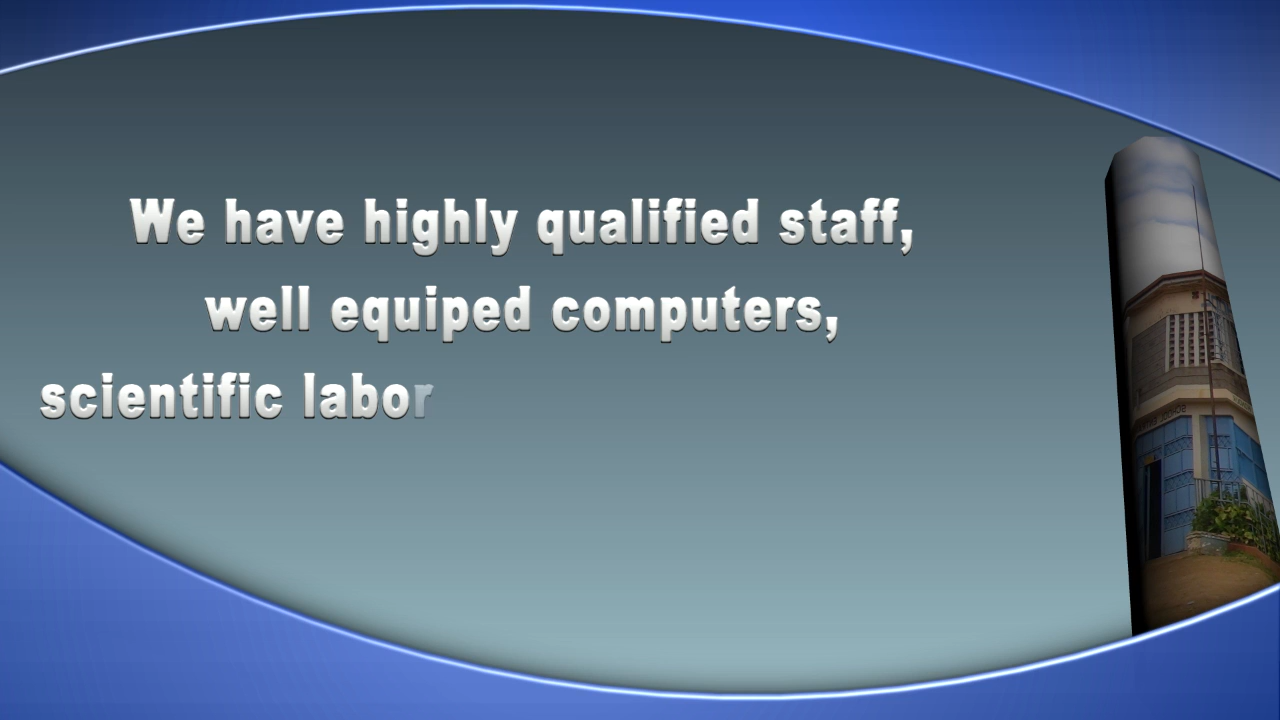 We have highly qualified staff,
well equiped computers,
scientific labor